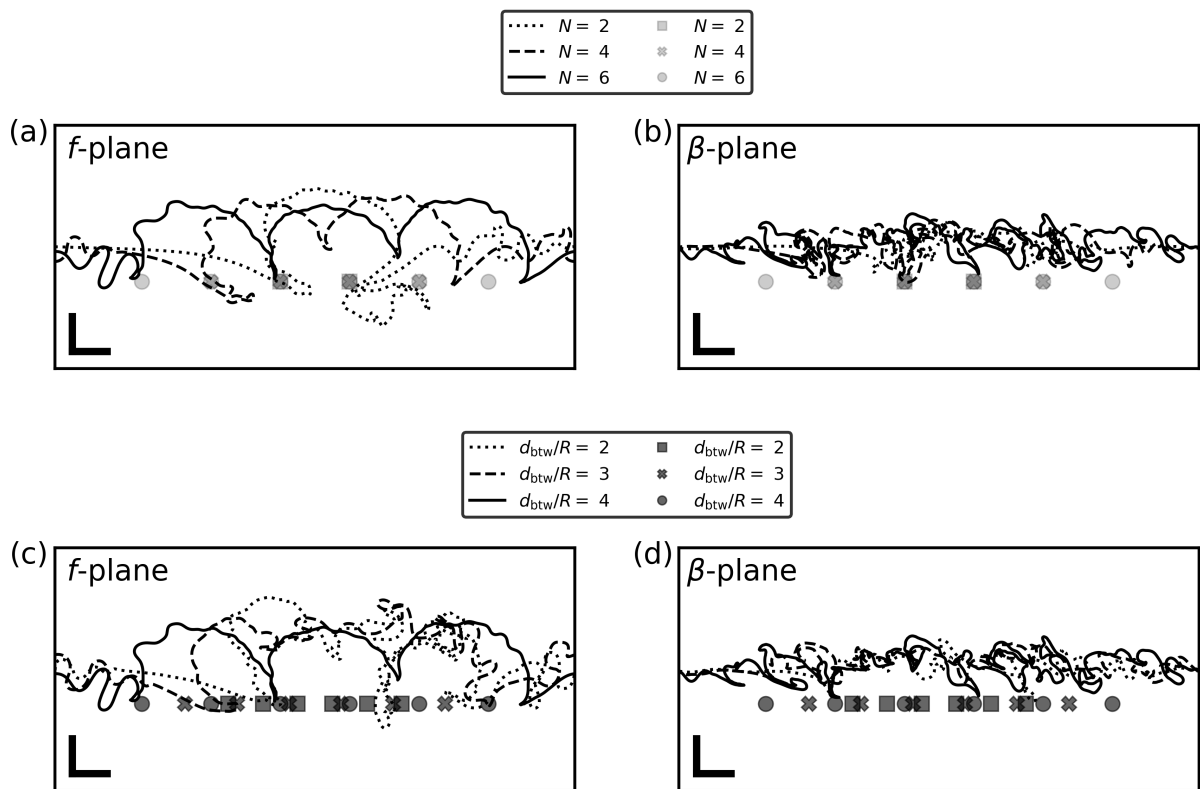 N = 2 N = 2
N = 4 N = 4
N = 6 N = 6
(a) f-plane
(b) β-plane
d_btw/R = 2 d_btw/R = 2
d_btw/R = 3 d_btw/R = 3
d_btw/R = 4 d_btw/R = 4
(c) f-plane
(d) β-plane